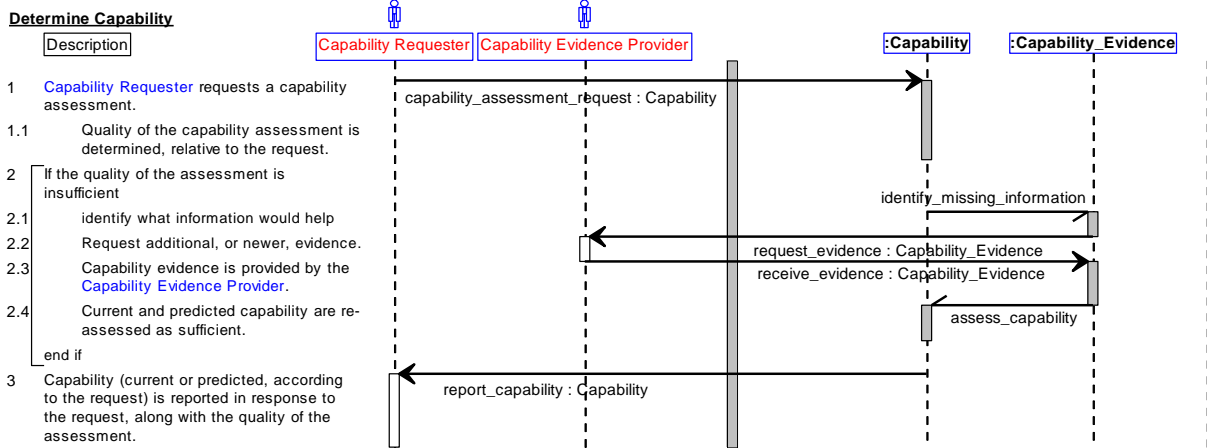 Determine Capability
Description
Capability Requester
Capability Evidence Provider
:Capability
:Capability_Evidence
1 Capability Requester requests a capability
assessment.
capability_assessment_request : Capability
1.1 Quality of the capability assessment is
determined, relative to the request.
2 If the quality of the assessment is
insufficient
identify_missing_information
2.1 identify what information would help
2.2 Request additional, or newer, evidence.
request_evidence : Capability_Evidence
2.3 Capability evidence is provided by the
Capability Evidence Provider.
receive_evidence : Capability_Evidence
2.4 Current and predicted capability are re-
assessed as sufficient.
assess_capability
end if
3 Capability (current or predicted, according
to the request) is reported in response to
the request, along with the quality of the
assessment.
report_capability : Capability